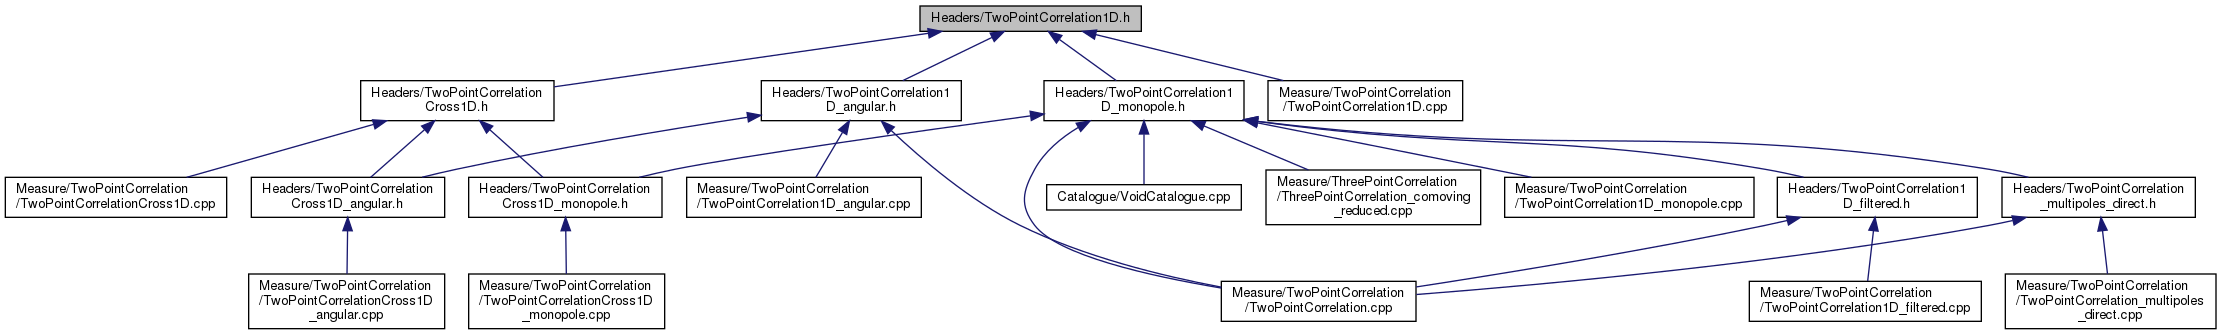 Headers/TwoPointCorrelation1D.h
Headers/TwoPointCorrelation
Cross1D.h
Headers/TwoPointCorrelation1
D_angular.h
Headers/TwoPointCorrelation1
D_monopole.h
Measure/TwoPointCorrelation
/TwoPointCorrelation1D.cpp
Measure/TwoPointCorrelation
/TwoPointCorrelationCross1D.cpp
Headers/TwoPointCorrelation
Cross1D_angular.h
Headers/TwoPointCorrelation
Cross1D_monopole.h
Measure/TwoPointCorrelation
/TwoPointCorrelation1D_angular.cpp
Catalogue/VoidCatalogue.cpp
Measure/ThreePointCorrelation
/ThreePointCorrelation_comoving
_reduced.cpp
Measure/TwoPointCorrelation
/TwoPointCorrelation1D_monopole.cpp
Headers/TwoPointCorrelation1
D_filtered.h
Headers/TwoPointCorrelation
_multipoles_direct.h
Measure/TwoPointCorrelation
/TwoPointCorrelationCross1D
_angular.cpp
Measure/TwoPointCorrelation
/TwoPointCorrelationCross1D
_monopole.cpp
Measure/TwoPointCorrelation
/TwoPointCorrelation.cpp
Measure/TwoPointCorrelation
/TwoPointCorrelation1D_filtered.cpp
Measure/TwoPointCorrelation
/TwoPointCorrelation_multipoles
_direct.cpp